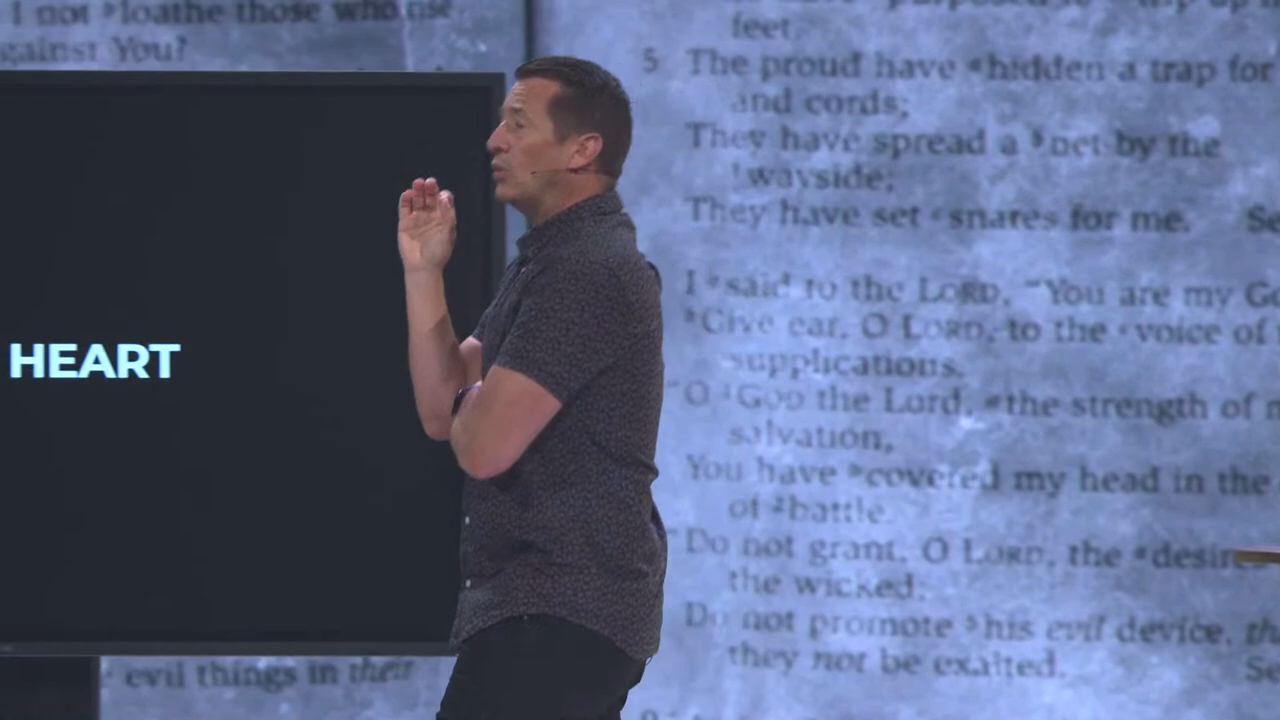 I not loathe those who
against You?
HEART
evil things in their
feet.
5 The proud have hidden a trap for
and cords;
They have spread a net by the
wayside;
They have set snares for me.
I said to the LORD, "You are my
Give ear, O LORD, to the voice of
supplications.
O GOD the Lord, the strength of
salvation,
You have covered my head in the
of battle.
Do not grant, O LORD, the
the wicked;
Do not promote his evil device,
they not be exalted.